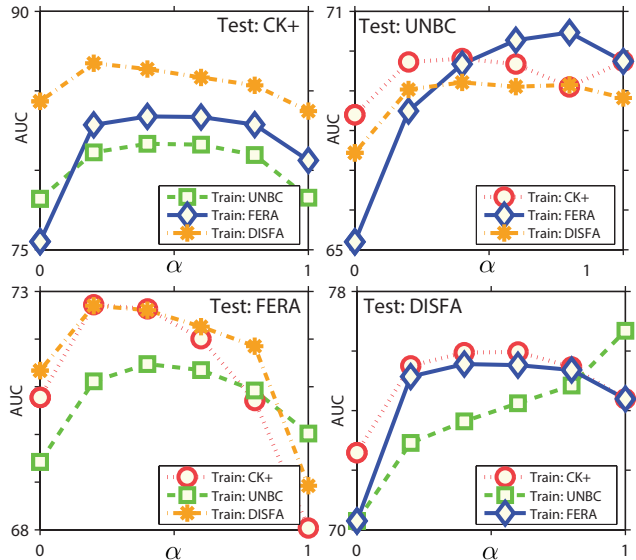 90
Test: CK+
AUC
Train: UNBC
Train: FERA
Train: DISFA
75
0
α
1
71
Test: UNBC
AUC
Train: CK+
Train: FERA
Train: DISFA
65
0
α
1
73
Test: FERA
AUC
Train: CK+
Train: UNBC
Train: DISFA
68
0
α
1
78
Test: DISFA
AUC
Train: CK+
Train: UNBC
Train: FERA
70
0
α
1